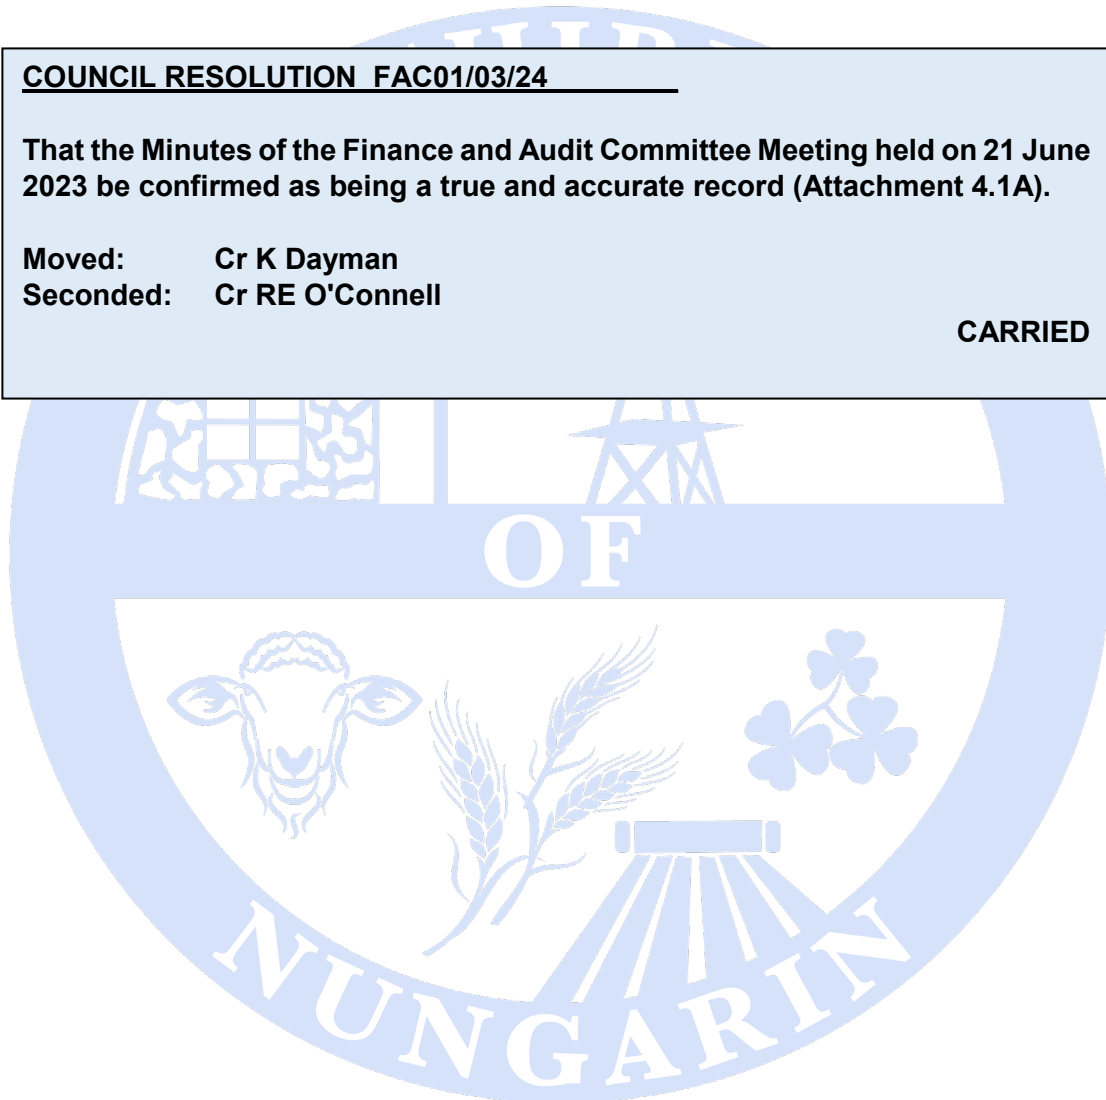 SHIRE
COUNCIL RESOLUTION FAC01/03/24
That the Minutes of the Finance and Audit Committee Meeting held on 21 June
2023 be confirmed as being a true and accurate record (Attachment 4.1A).
Moved: Cr K Dayman
Seconded: Cr RE O'Connell
CARRIED
OF
NUNGARIN